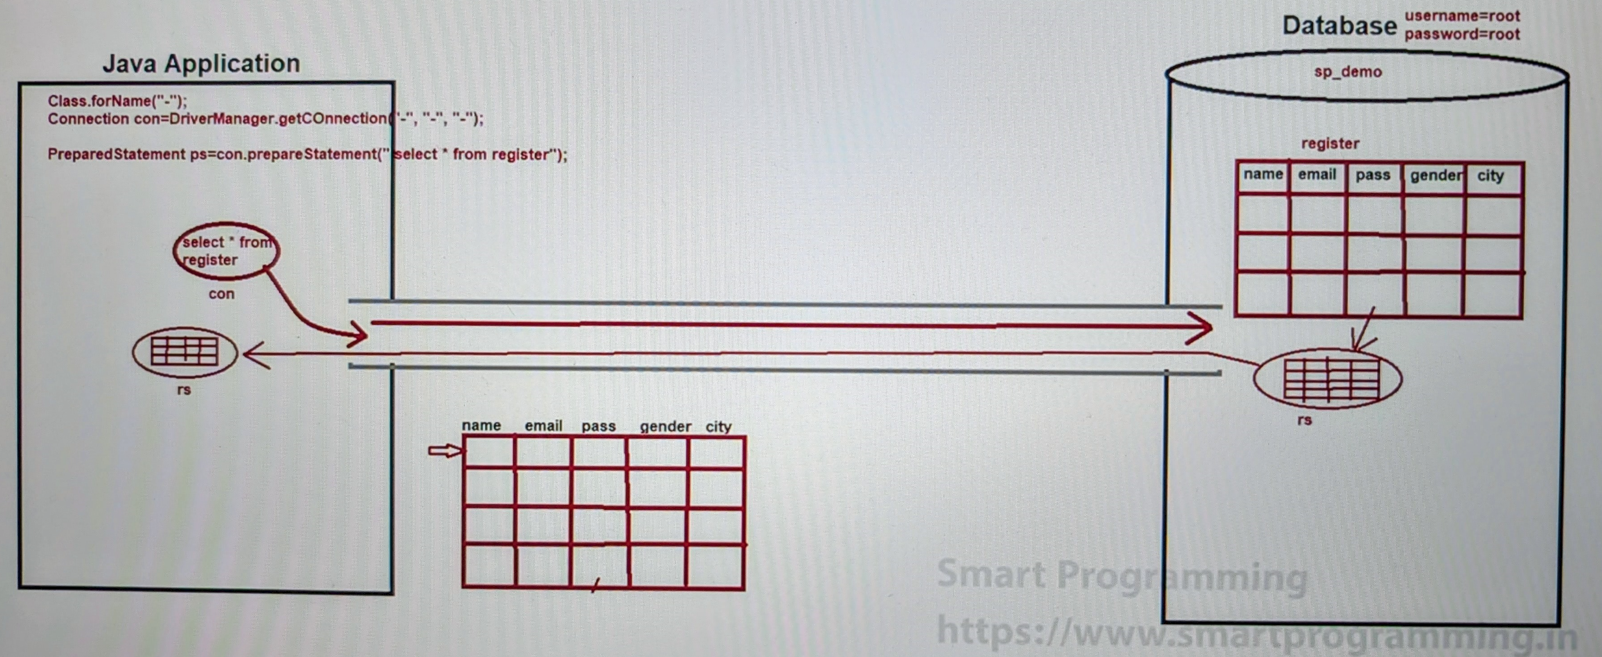 Java Application
Class.forName("-");
Connection con=DriverManager.getCOnnection("-", "-", "-");
PreparedStatement ps=con.prepareStatement(" select * from register");
select * from
register
con
rs
name email pass gender city
Database
username=root
password=root
sp_demo
register
name email pass gender city
rs
Smart Programming
https://www.smartprogramming.in